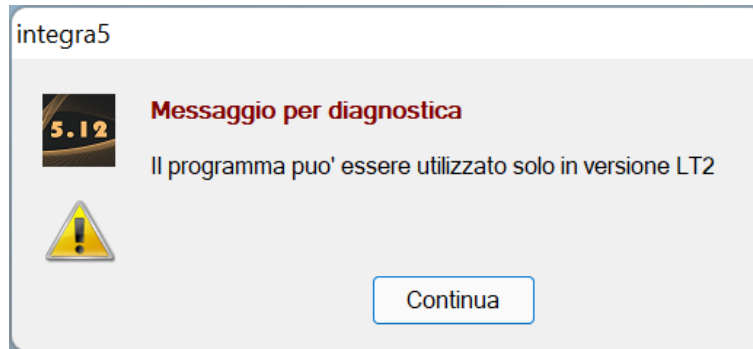 integra5
5.12
Messaggio per diagnostica
Il programma puo' essere utilizzato solo in versione LT2
Continua